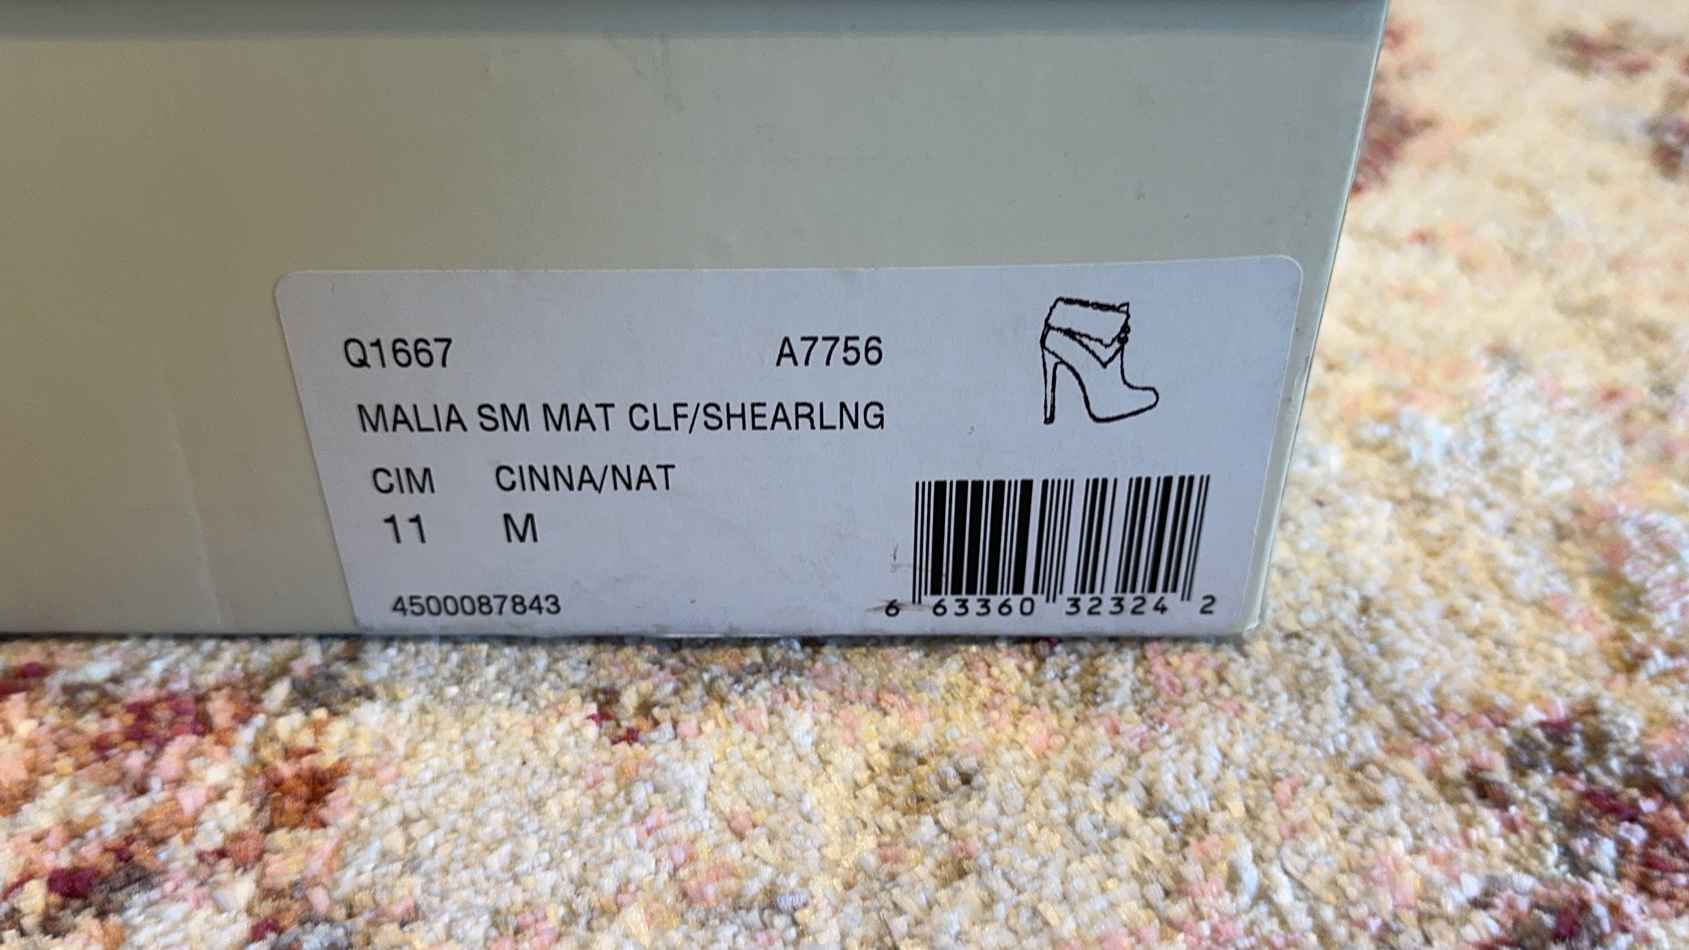 Q1667 A7756
MALIA SM MAT CLF/SHEARLNG
CIM CINNA/NAT
11 M
4500087843
6 63360 32324 2